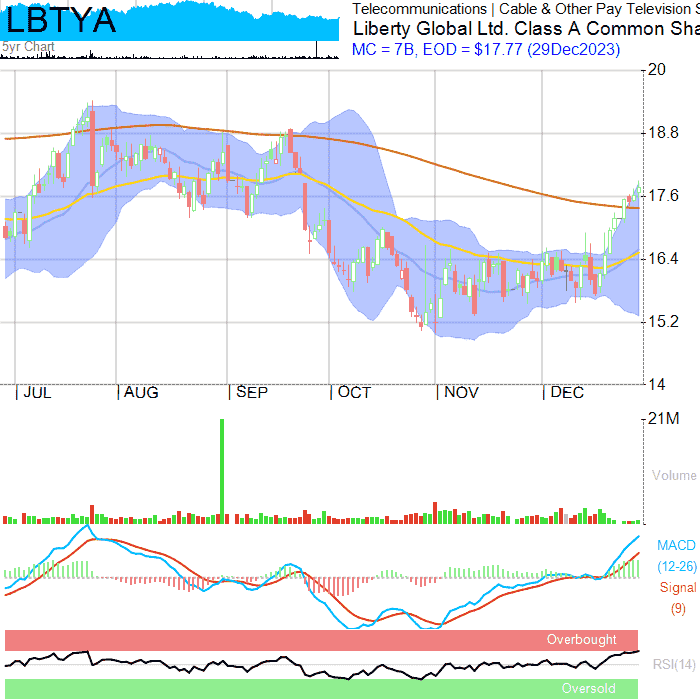 LBTYA
5yr Chart
Telecommunications | Cable & Other Pay Television S
Liberty Global Ltd. Class A Common Sha
MC = 7B, EOD = $17.77 (29Dec2023)
20
18.8
17.6
16.4
15.2
14
JUL AUG SEP OCT NOV DEC
21M
Volume
MACD
(12-26)
Signal
(9)
Overbought
RSI(14)
Oversold